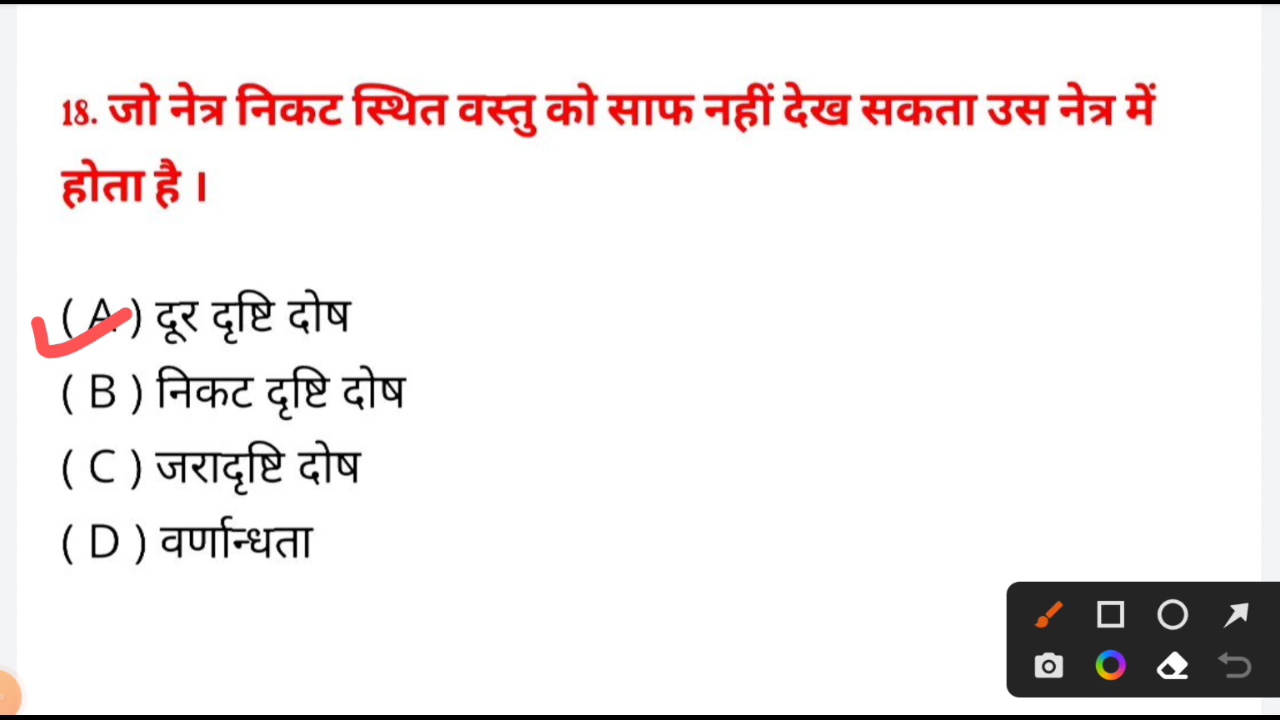 18. जो नेत्र निकट स्थित वस्तु को साफ नहीं देख सकता उस नेत्र में
होता है ।
( A ) दूर दृष्टि दोष
( B ) निकट दृष्टि दोष
( C ) जरादृष्टि दोष
( D ) वर्णान्धता